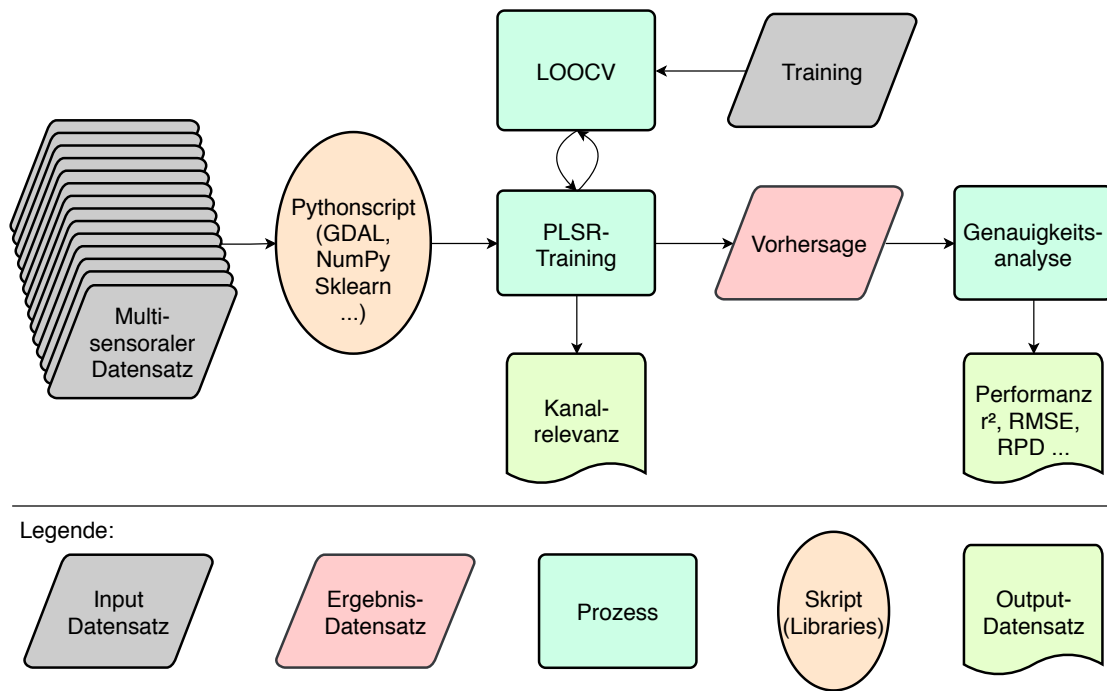 LOOCV
Training
Multi-
sensoraler
Datensatz
Pythonscript
(GDAL,
NumPy
Sklearn
...)
PLSR-
Training
Vorhersage
Genauigkeits-
analyse
Kanal-
relevanz
Performanz
r², RMSE,
RPD ...
Legende:
Input
Datensatz
Ergebnis-
Datensatz
Prozess
Skript
(Libraries)
Output-
Datensatz